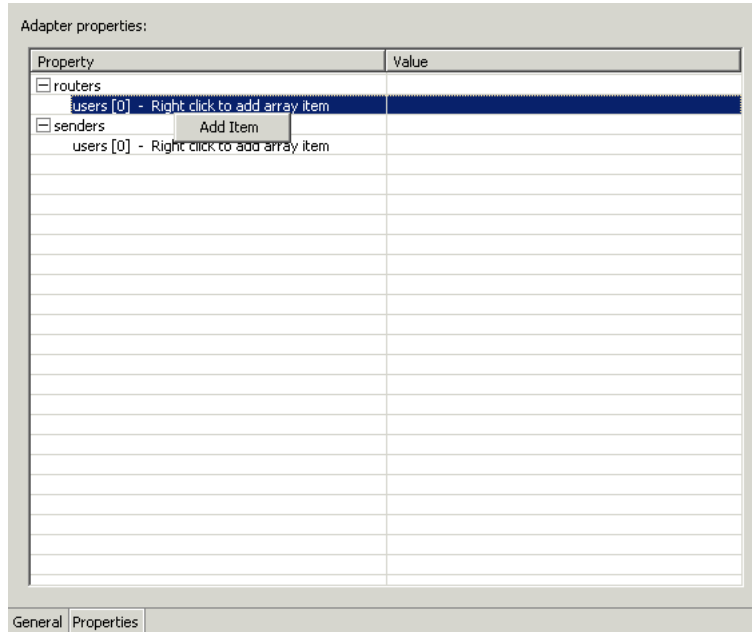 Adapter properties:
Property Value
routers
users [0] - Right click to add array item
senders Add Item
users [0] - Right click to add array item
General Properties